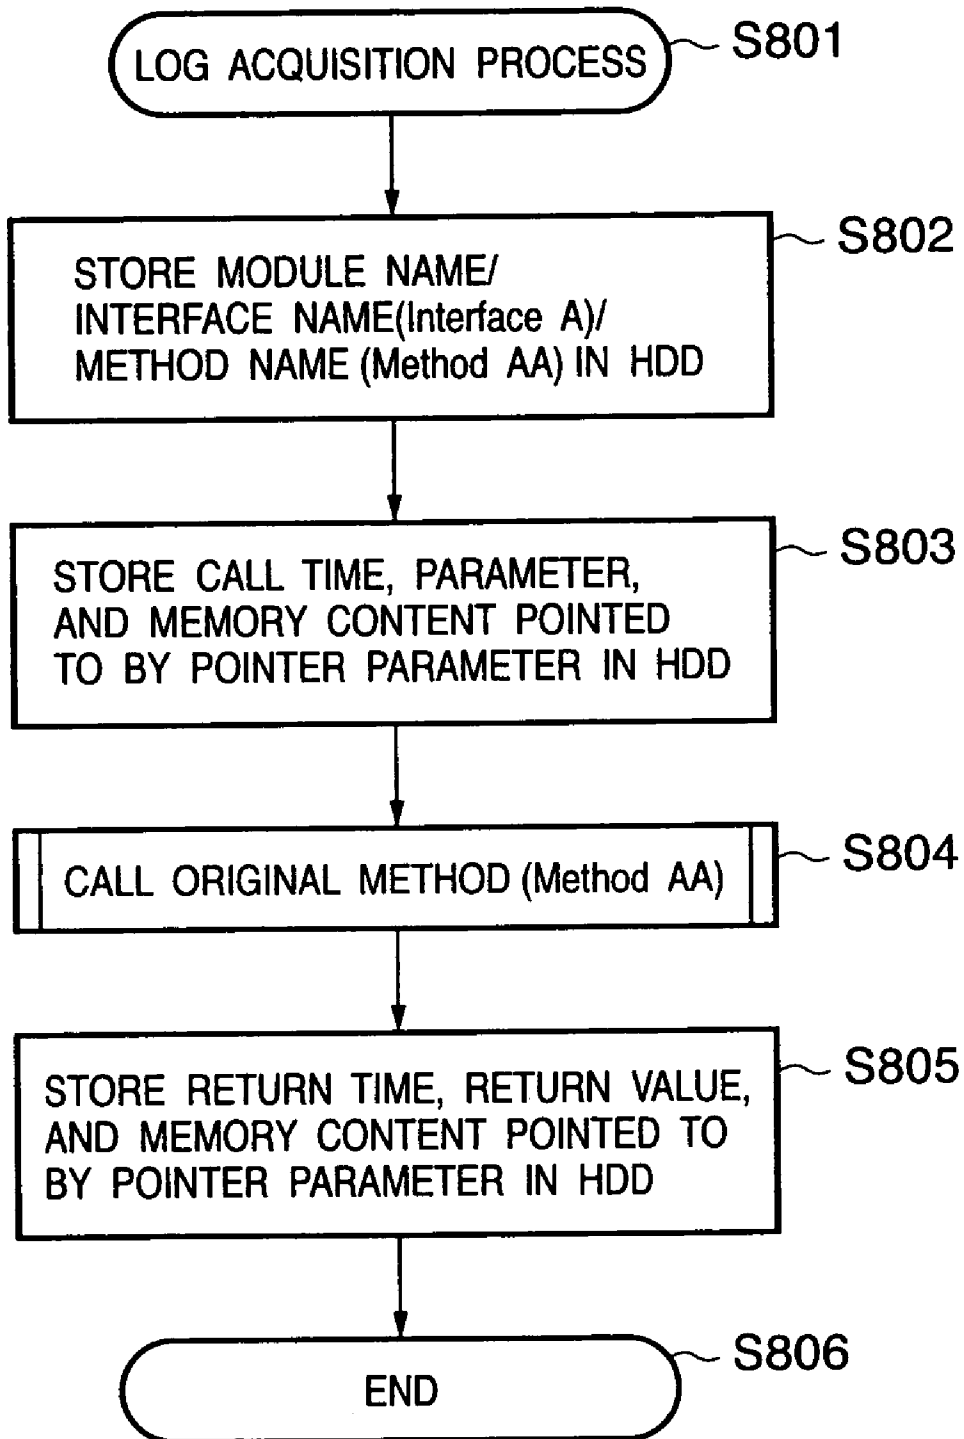 LOG ACQUISITION PROCESS
S801
STORE MODULE NAME/
INTERFACE NAME(Interface A)/
METHOD NAME (Method AA) IN HDD
S802
STORE CALL TIME, PARAMETER,
AND MEMORY CONTENT POINTED
TO BY POINTER PARAMETER IN HDD
S803
CALL ORIGINAL METHOD (Method AA)
S804
STORE RETURN TIME, RETURN VALUE,
AND MEMORY CONTENT POINTED TO
BY POINTER PARAMETER IN HDD
S805
END
S806